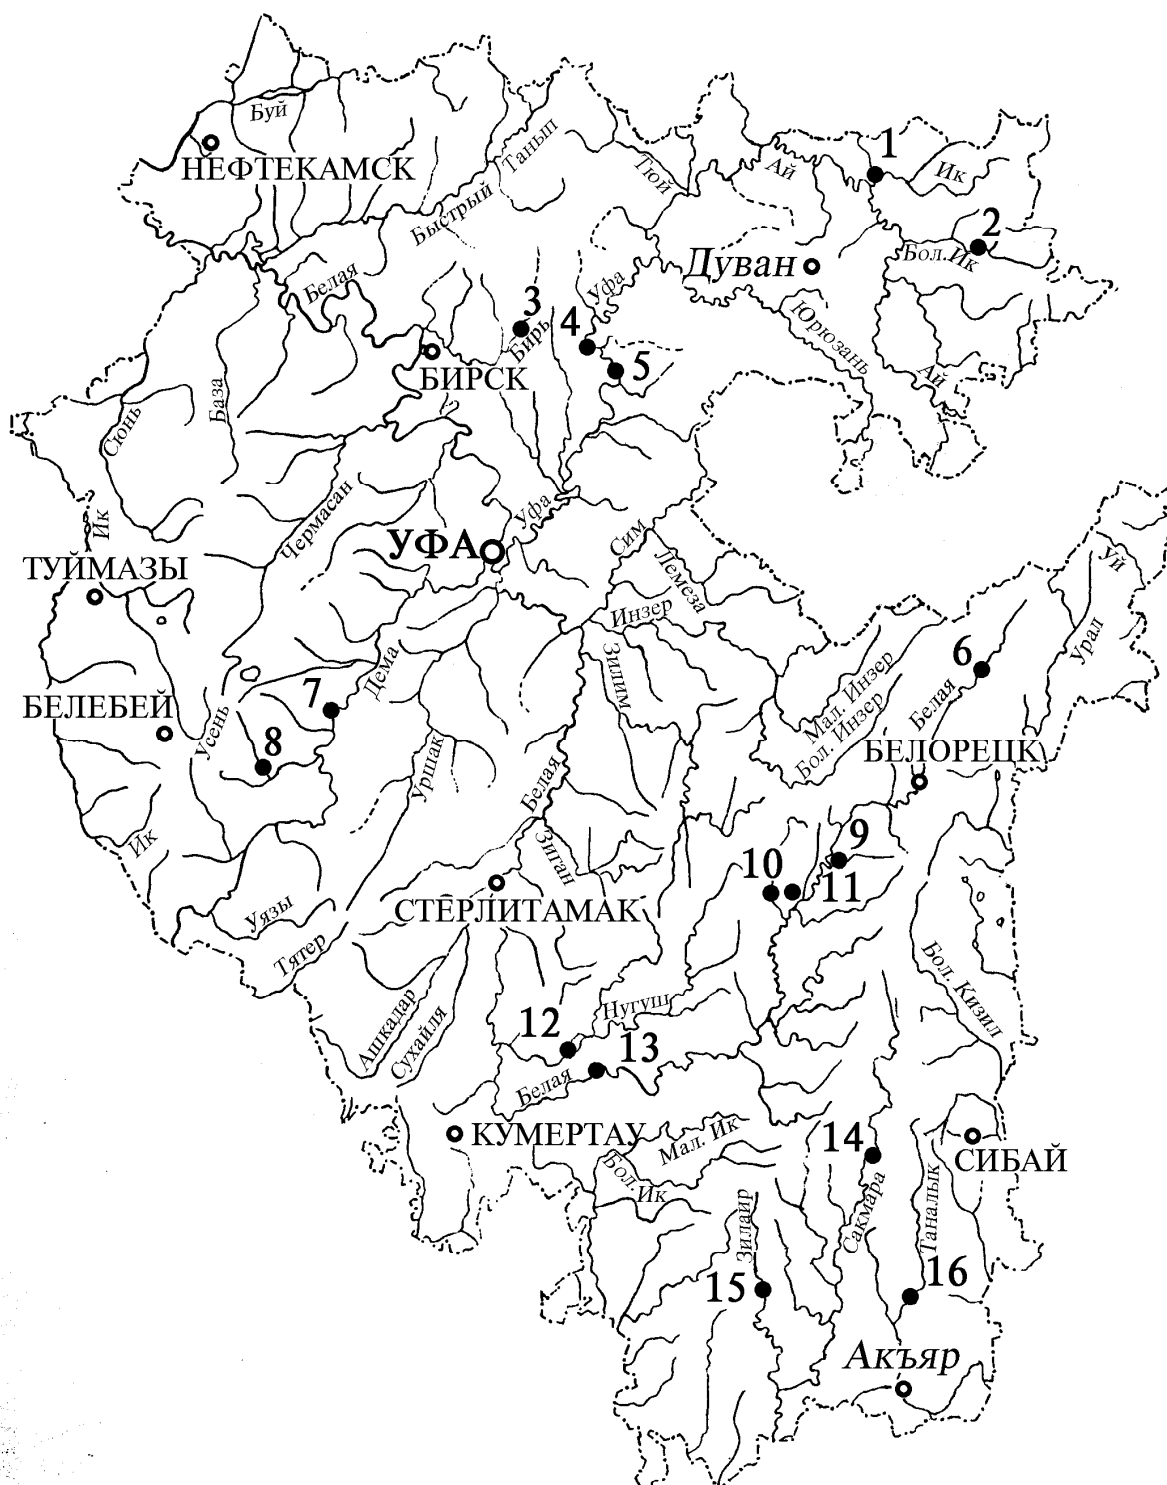 Буй
НЕФТЕКАМСК
Быстрый
Танып
Тюй
Ай
1
Ик
2
Бол. Ик
Дуван
Белая
Уфа
3
Бирь
4
5
БИРСК
Юрюзань
Ай
База
Сюнь
Ик
Чермасан
УФА
Уфа
Сим
Лемеза
Инзер
Уй
Урал
ТУЙМАЗЫ
Зилим
Дема
7
6
Белая
Мал. Инзер
Бол. Инзер
БЕЛЕБЕЙ
Усень
8
Уршак
Белая
БЕЛОРЕЦК
Ик
Зиган
9
10
11
СТЕРЛИТАМАК
Уязы
Тятер
Бол. Кизил
Ашкадар
Сухайля
Нугуш
12
13
Белая
КУМЕРТАУ
Мал. Ик
Бол. Ик
14
СИБАЙ
Сакмара
Таналык
Зилаир
15
16
Акъяр